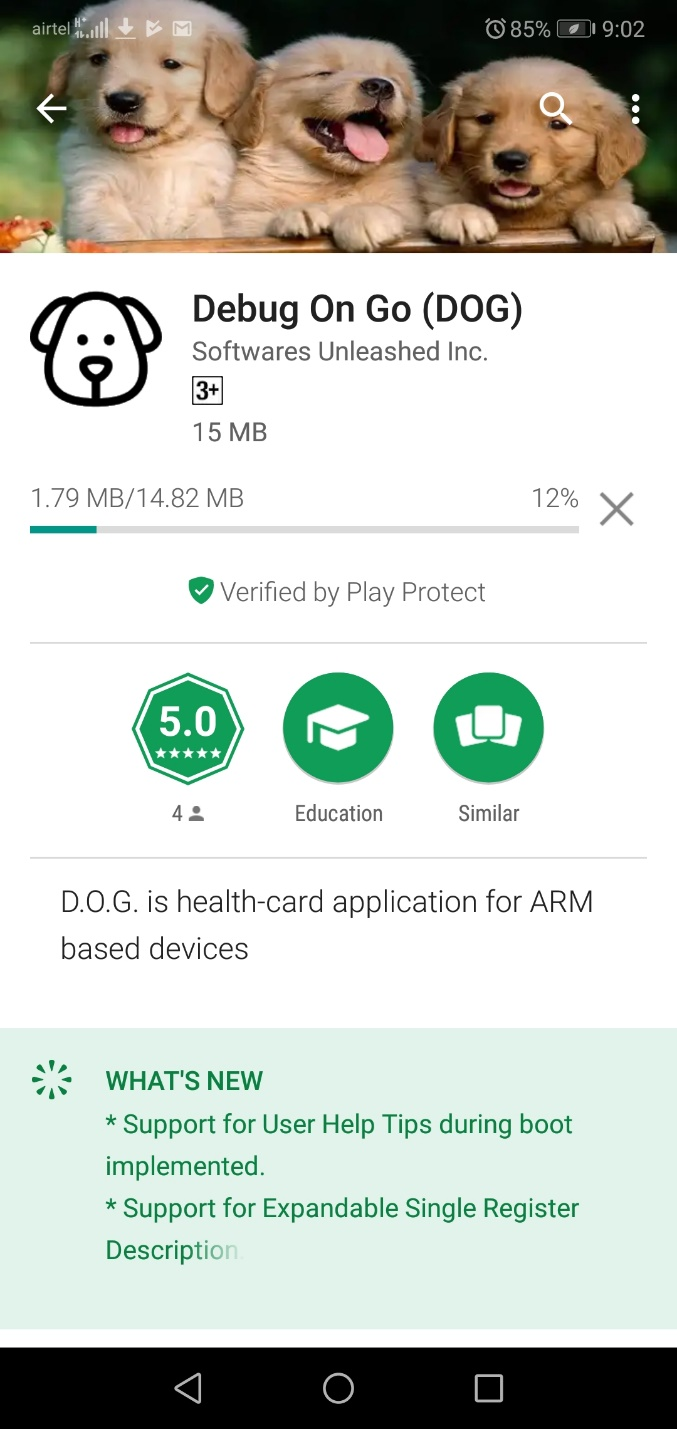 airtel H+ 85% 9:02
Debug On Go (DOG)
Softwares Unleashed Inc.
3+
15 MB
1.79 MB/14.82 MB 12%
Verified by Play Protect
5.0
4 Education Similar
D.O.G. is health-card application for ARM
based devices
WHAT'S NEW
* Support for User Help Tips during boot
implemented.
* Support for Expandable Single Register
Description.